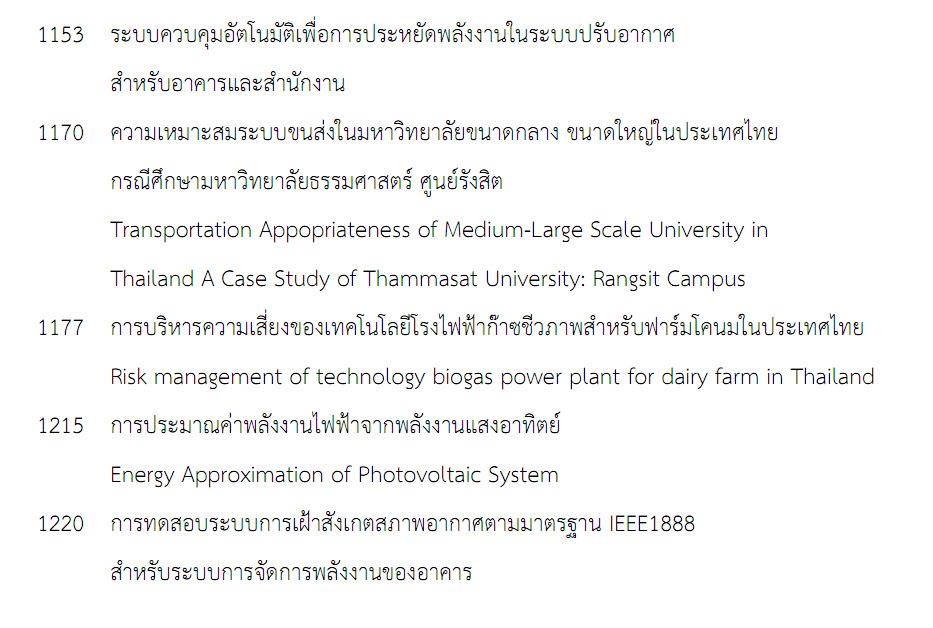 1153 ระบบควบคุมอัตโนมัติเพื่อการประหยัดพลังงานในระบบปรับอากาศ
สำหรับอาคารและสำนักงาน
1170 ความเหมาะสมระบบขนส่งในมหาวิทยาลัยขนาดกลาง ขนาดใหญ่ในประเทศไทย
กรณีศึกษามหาวิทยาลัยธรรมศาสตร์ ศูนย์รังสิต
Transportation Appopriateness of Medium-Large Scale University in
Thailand A Case Study of Thammasat University: Rangsit Campus
1177 การบริหารความเสี่ยงของเทคโนโลยีโรงไฟฟ้าก๊าซชีวภาพสำหรับฟาร์มโคนมในประเทศไทย
Risk management of technology biogas power plant for dairy farm in Thailand
1215 การประมาณค่าพลังงานไฟฟ้าจากพลังงานแสงอาทิตย์
Energy Approximation of Photovoltaic System
1220 การทดสอบระบบการเฝ้าสังเกตสภาพอากาศตามมาตรฐาน IEEE1888
สำหรับระบบการจัดการพลังงานของอาคาร